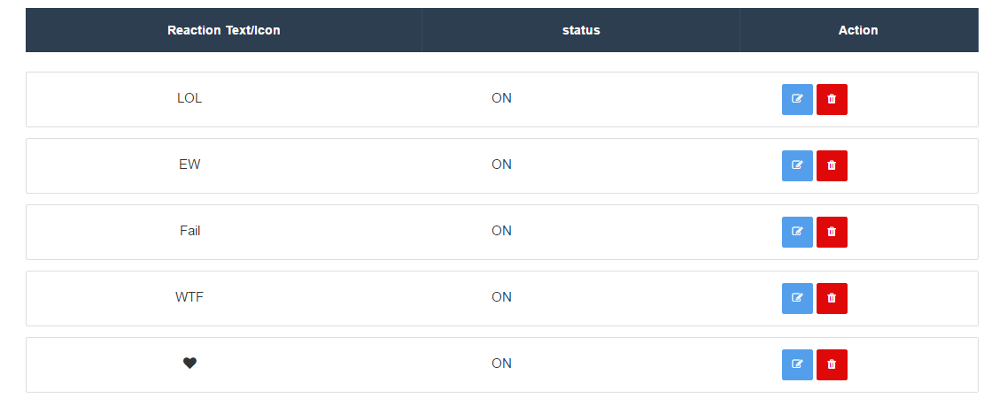 Reaction Text/Icon status Action
LOL ON
EW ON
Fail ON
WTF ON
ON